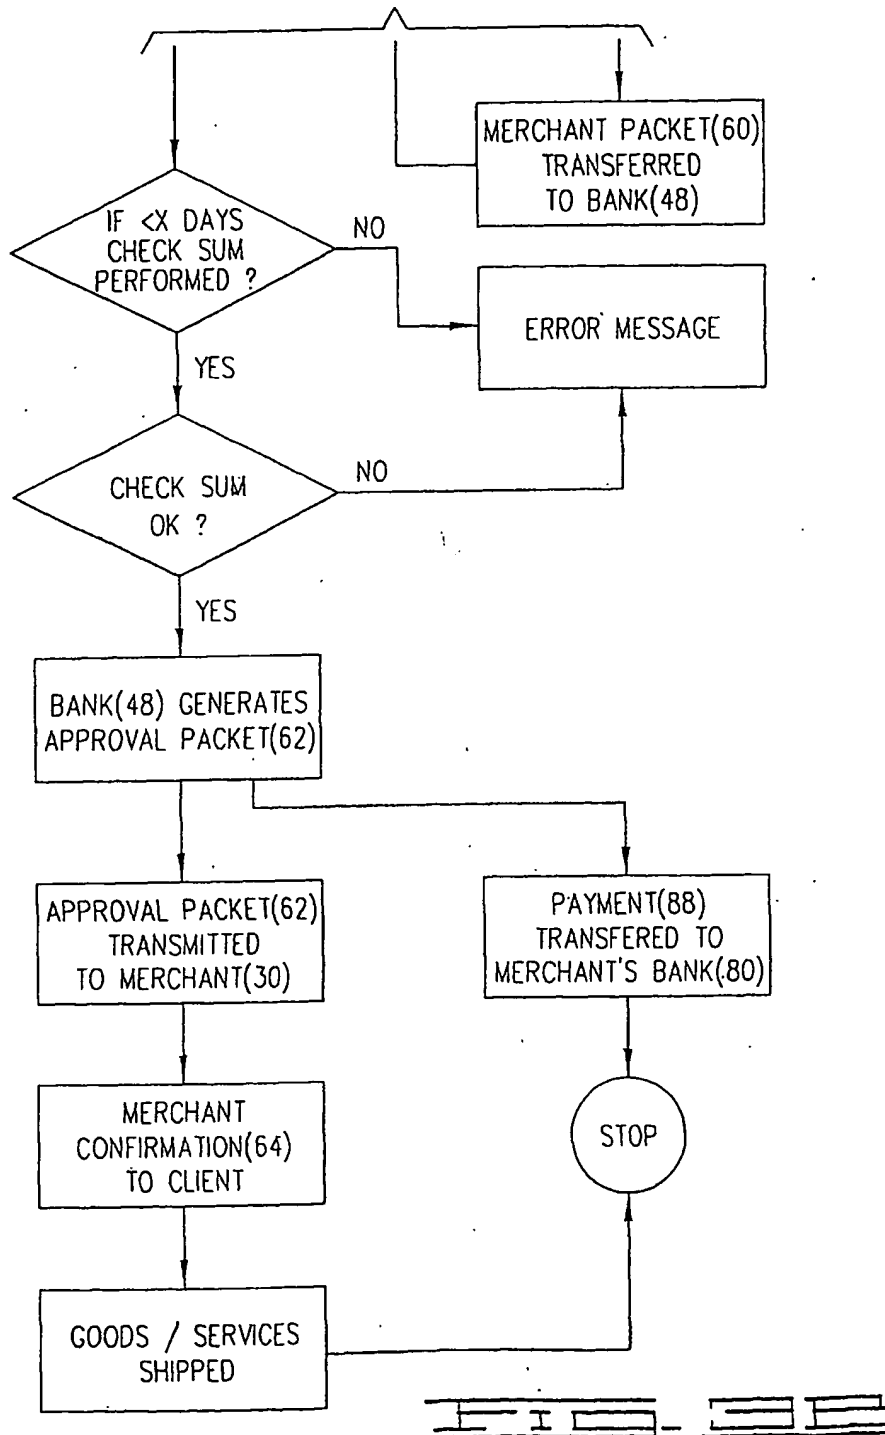 MERCHANT PACKET(60)
TRANSFERRED
TO BANK(48)
IF <X DAYS
CHECK SUM
PERFORMED ?
NO
ERROR MESSAGE
YES
CHECK SUM
OK ?
NO
YES
BANK(48) GENERATES
APPROVAL PACKET(62)
APPROVAL PACKET(62)
TRANSMITTED
TO MERCHANT(30)
PAYMENT(88)
TRANSFERED TO
MERCHANT'S BANK(80)
MERCHANT
CONFIRMATION(64)
TO CLIENT
STOP
GOODS / SERVICES
SHIPPED